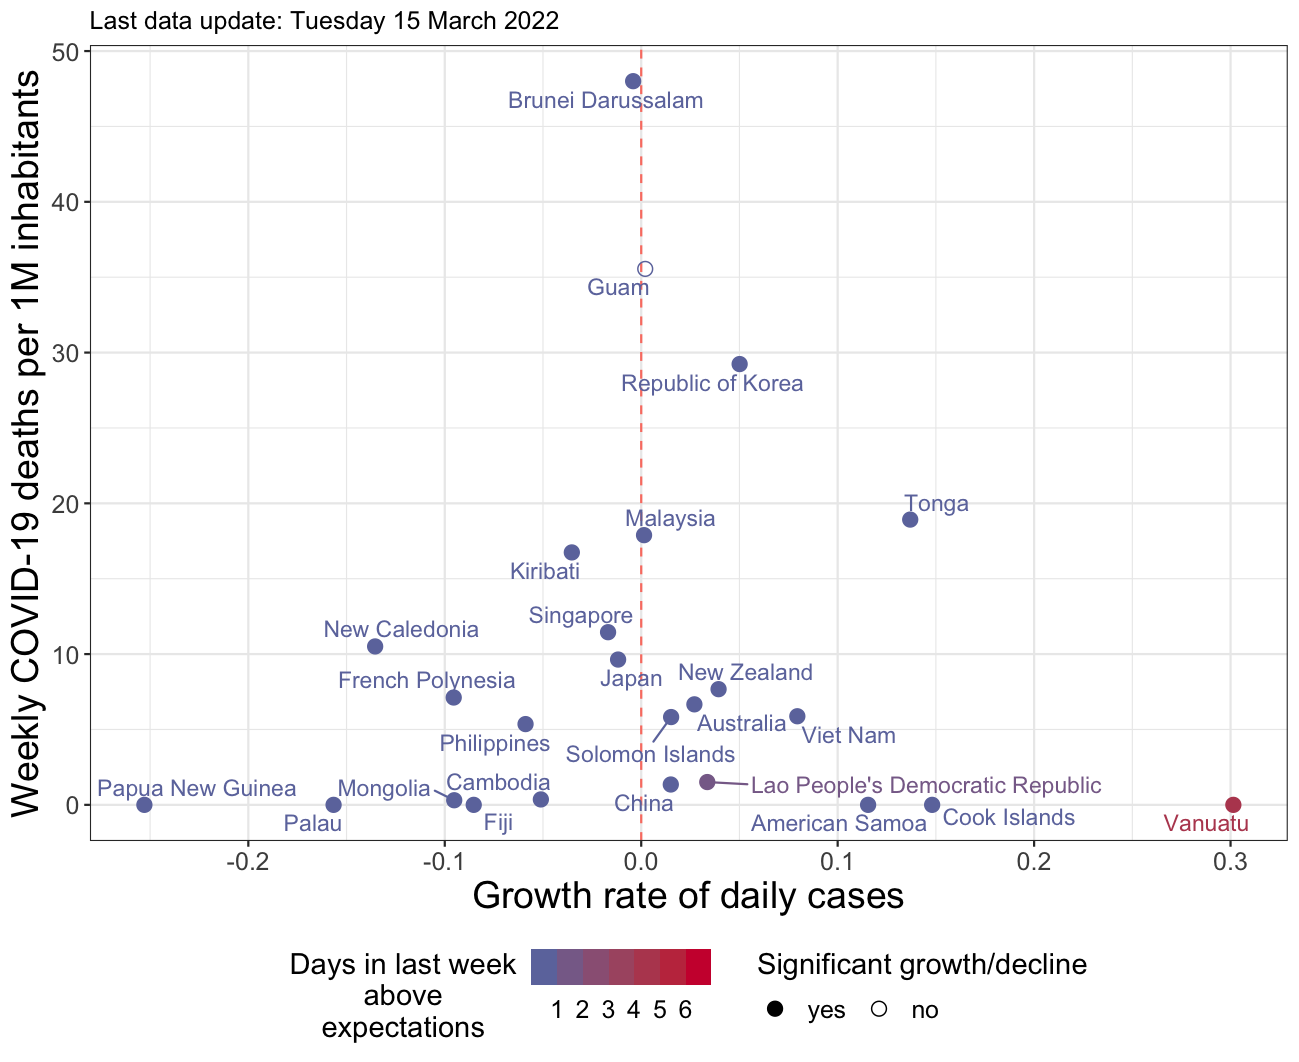 Last data update: Tuesday 15 March 2022
Weekly COVID-19 deaths per 1M inhabitants
50
40
30
20
10
0
Brunei Darussalam
Guam
Republic of Korea
Tonga
Malaysia
Kiribati
Singapore
New Caledonia
Japan
New Zealand
French Polynesia
Australia
Viet Nam
Philippines
Solomon Islands
Papua New Guinea
Mongolia
Cambodia
Lao People's Democratic Republic
China
Palau
Fiji
American Samoa
Cook Islands
Vanuatu
-0.2
-0.1
0.0
0.1
0.2
0.3
Growth rate of daily cases
Days in last week
above
expectations
1 2 3 4 5 6
Significant growth/decline
yes
no